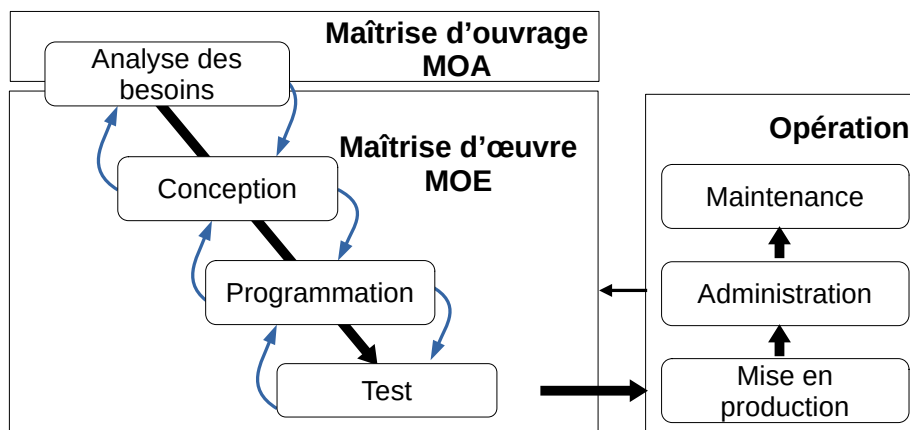 Maîtrise d’ouvrage
MOA
Analyse des
besoins
Maîtrise d’œuvre
MOE
Conception
Programmation
Test
Opération
Maintenance
Administration
Mise en
production